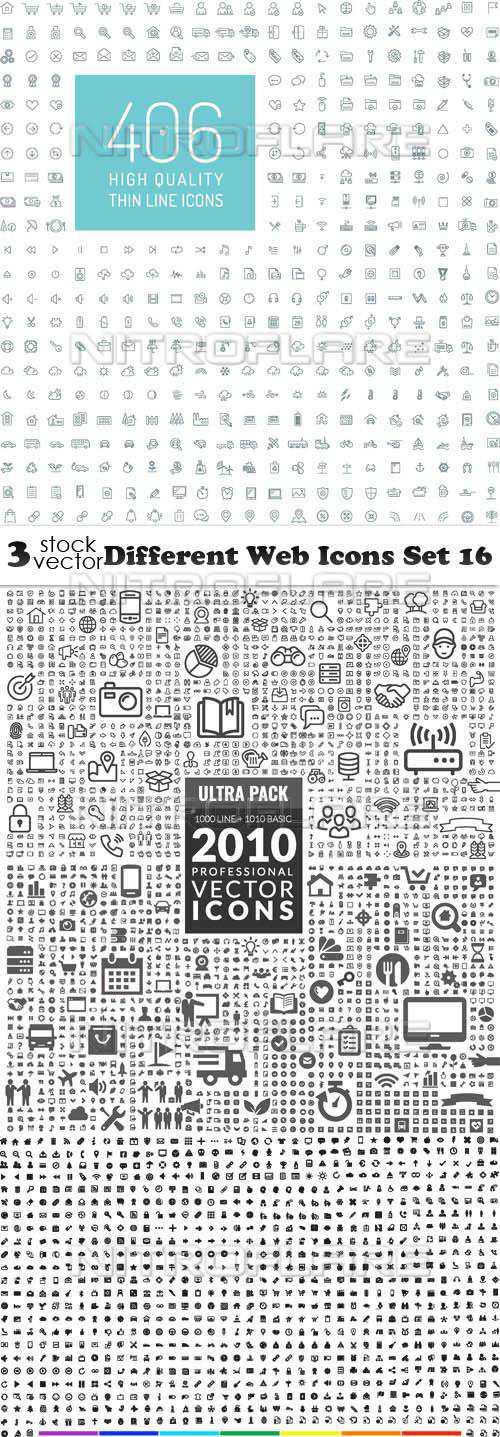 406
HIGH QUALITY
THIN LINE ICONS
NITROFLARE
NITROFLARE
3 stock vector Different Web Icons Set 16
NITROFLARE
ULTRA PACK
1000 LINE + 1010 BASIC
2010
PROFESSIONAL
VECTOR
ICONS
NITROFLARE
NITROFLARE
NITROFLARE